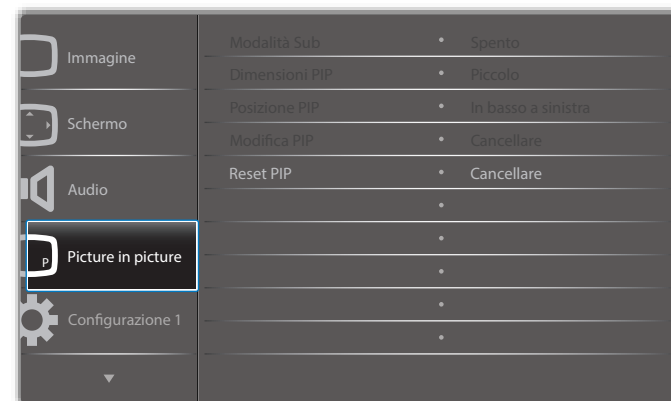 Immagine
Schermo
Audio
P
Picture in picture
Configurazione 1
Modalità Sub • Spento
Dimensioni PIP • Piccolo
Posizione PIP • In basso a sinistra
Modifica PIP • Cancellare
Reset PIP • Cancellare